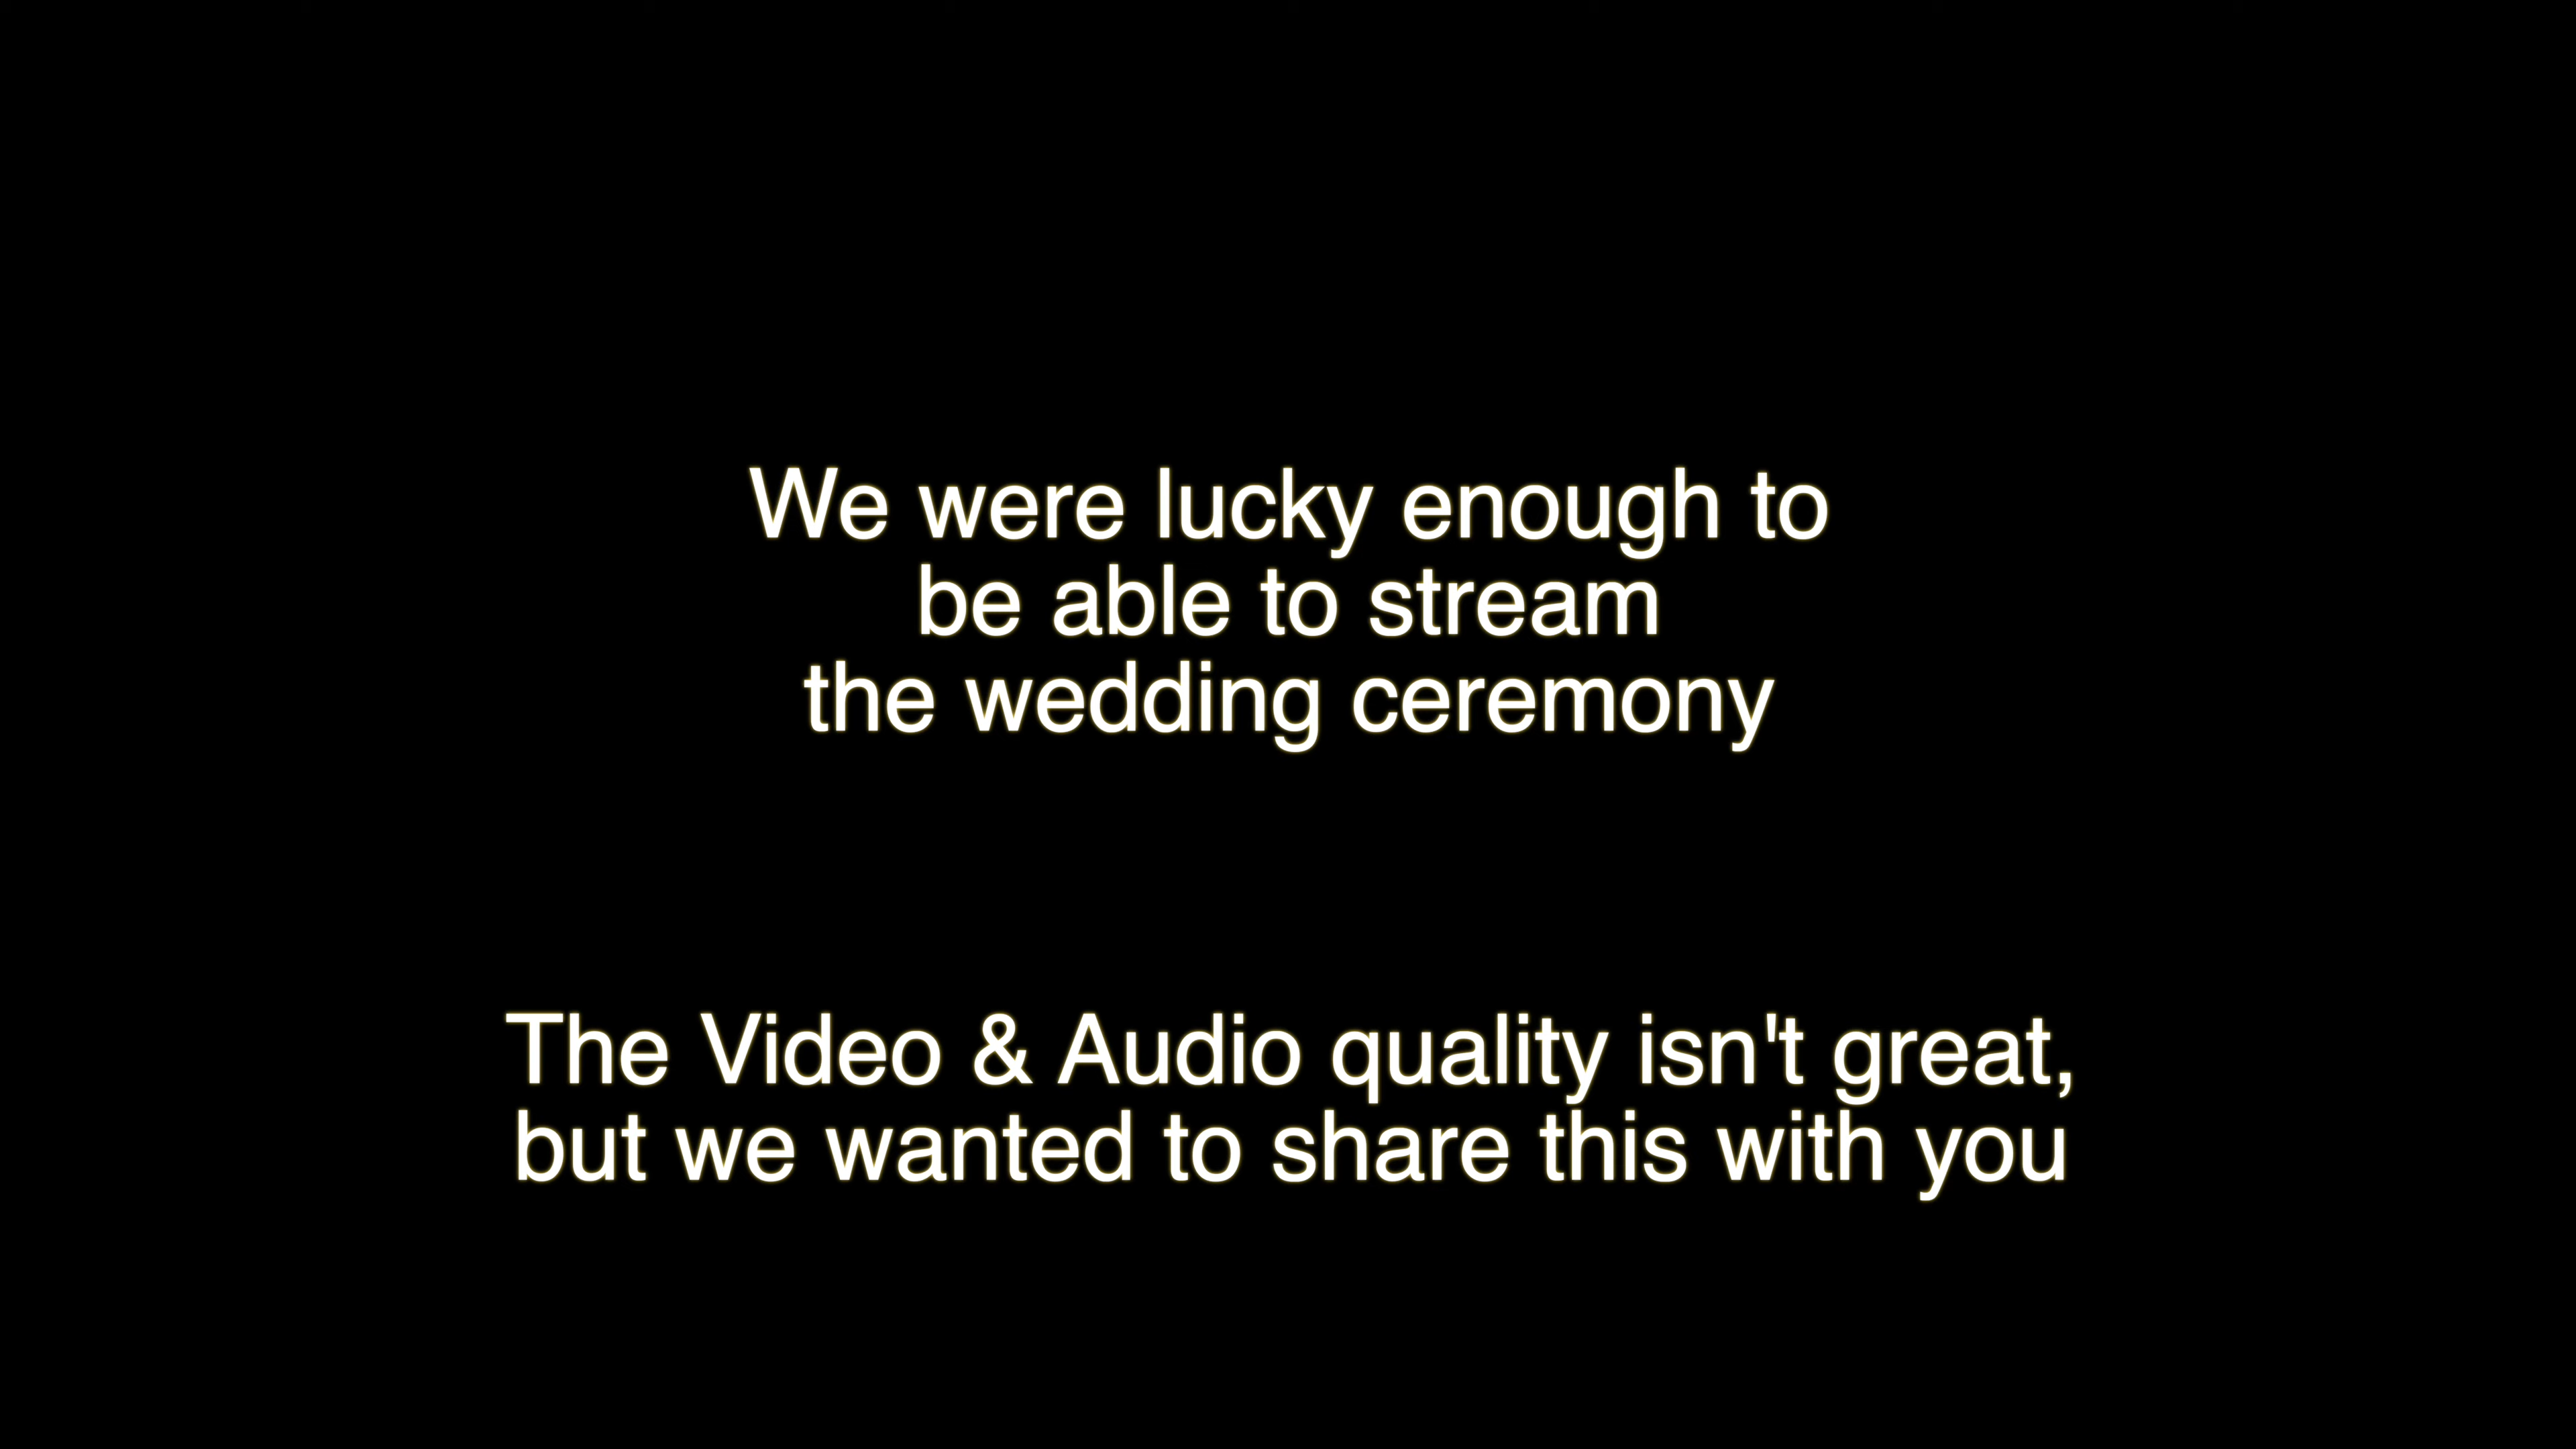 We were lucky enough to
be able to stream
the wedding ceremony
The Video & Audio quality isn't great,
but we wanted to share this with you